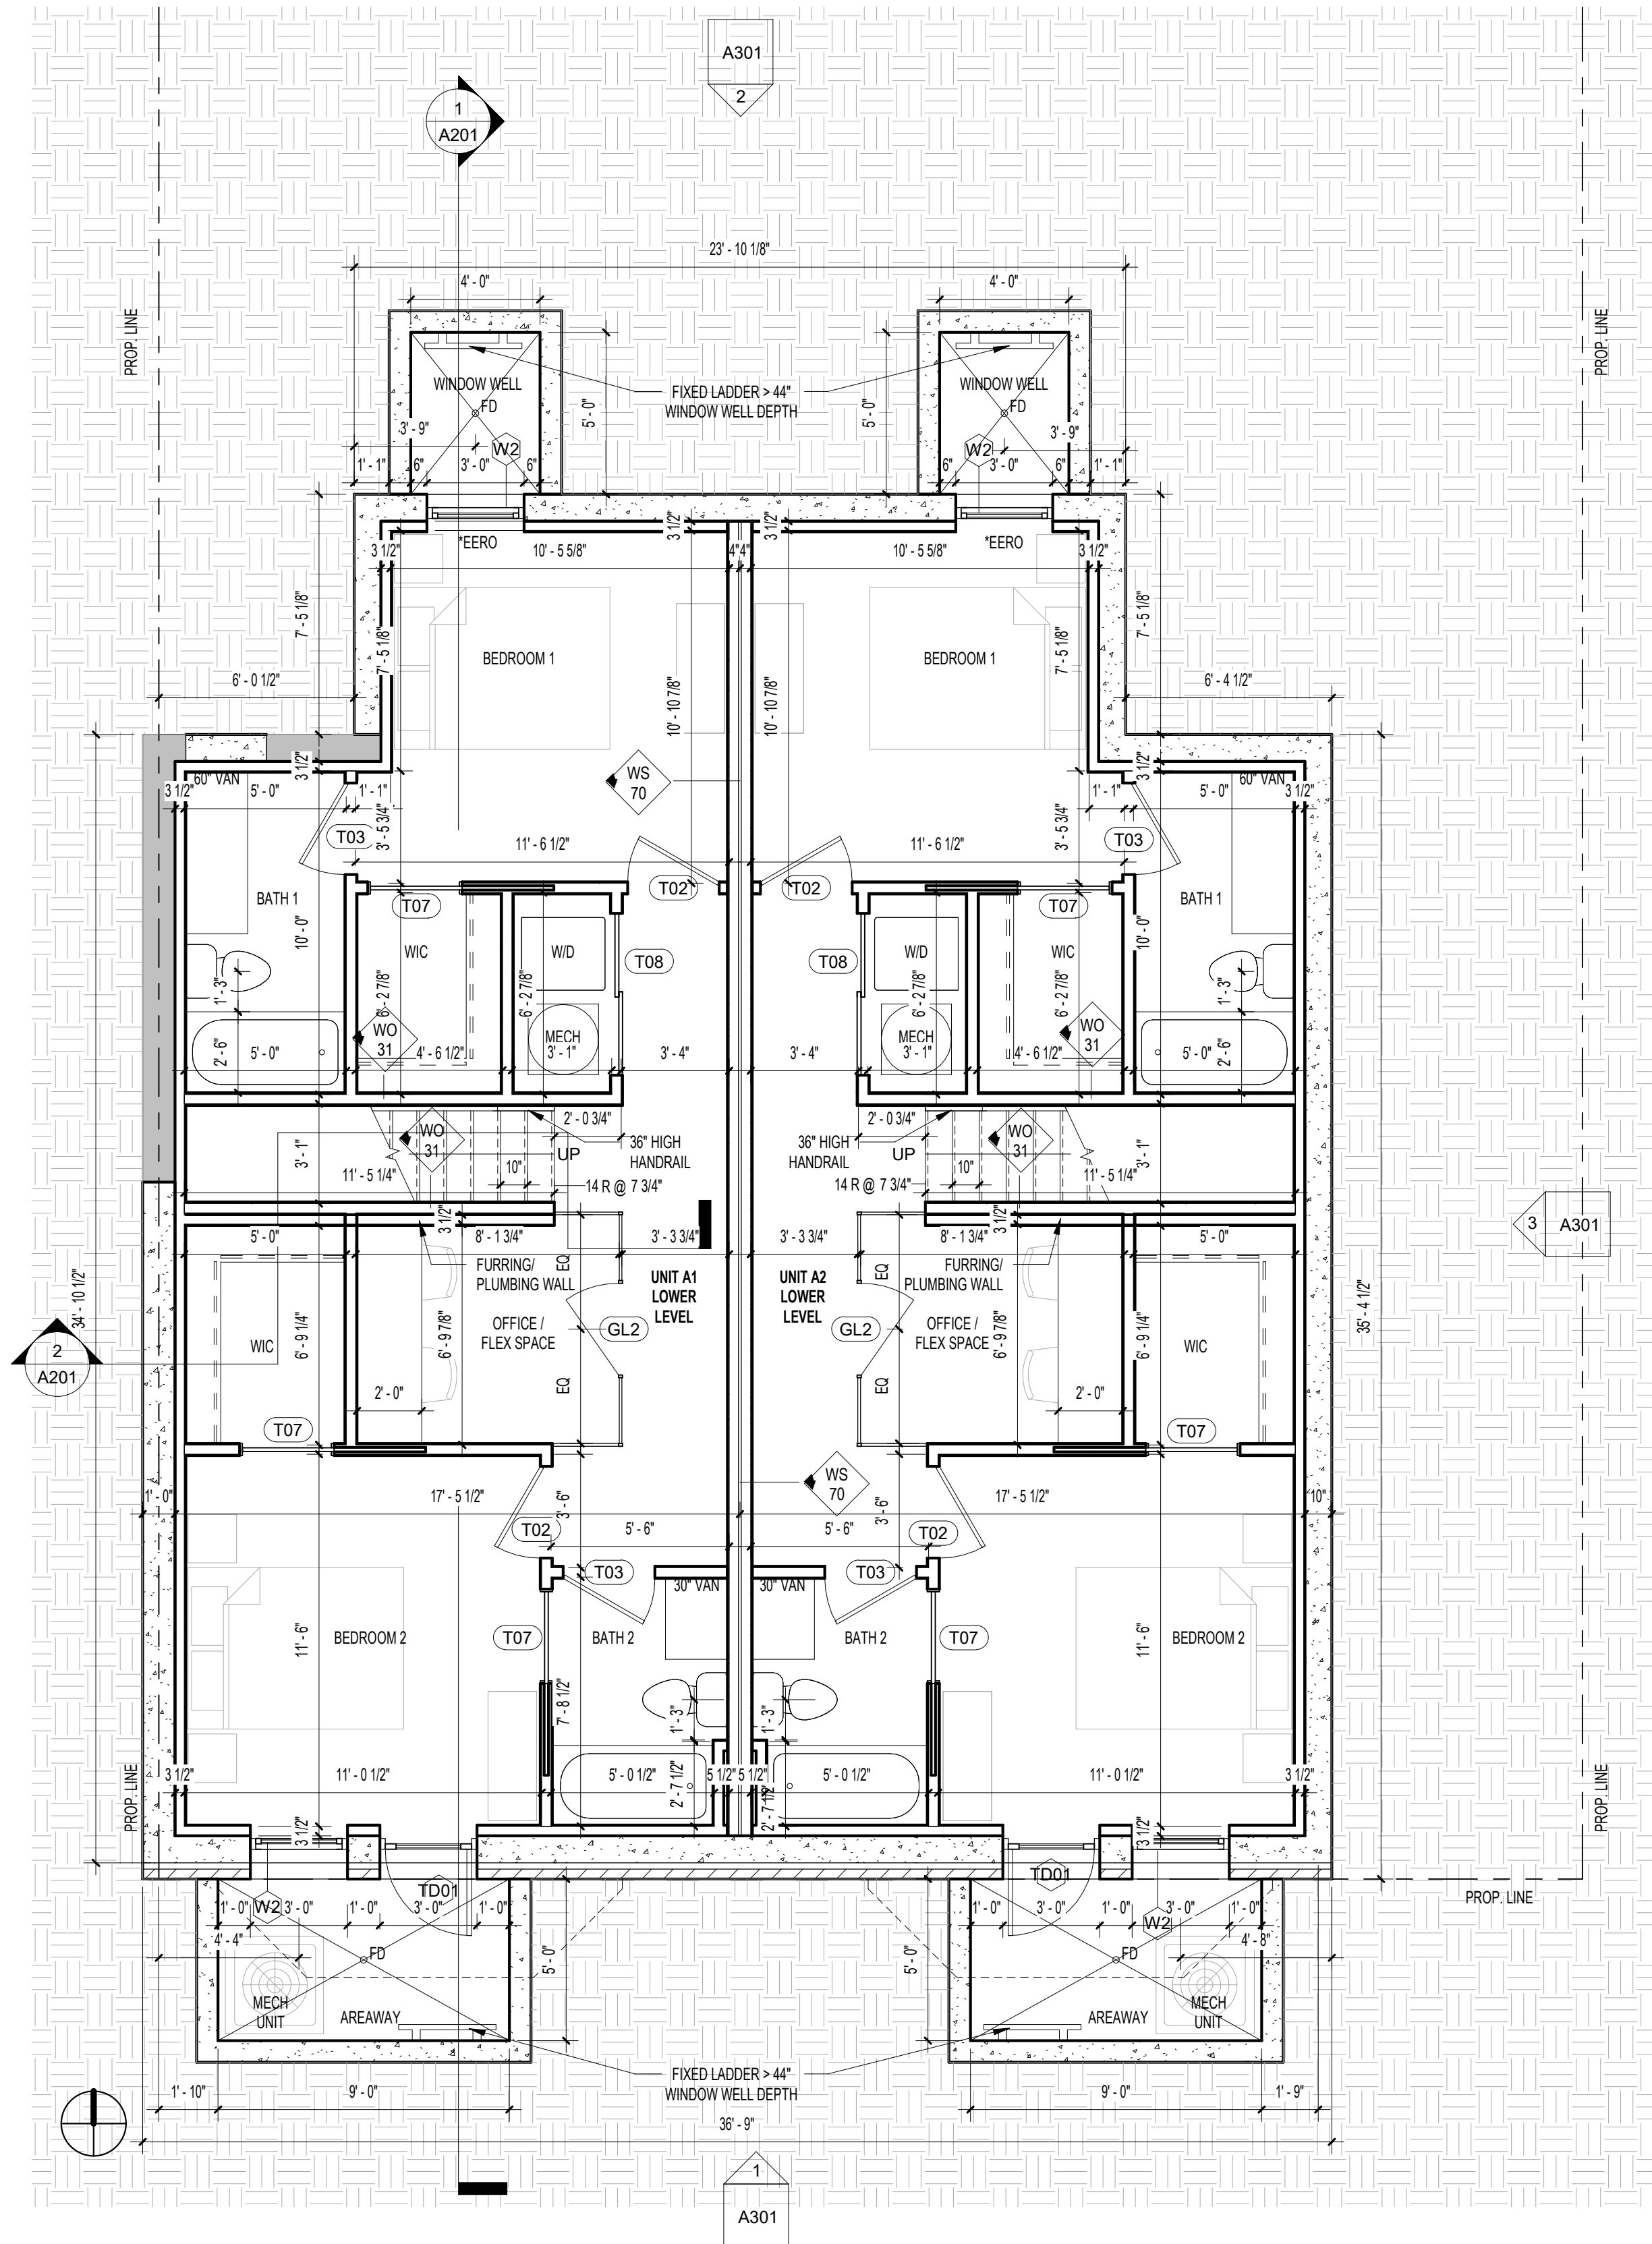 A301
2
1
A201
23' - 10 1/8"
4' - 0"
4' - 0"
PROP. LINE
PROP. LINE
WINDOW WELL
FD
FIXED LADDER > 44"
WINDOW WELL DEPTH
WINDOW WELL
FD
5' - 0"
5' - 0"
3' - 9"
W2
3' - 9"
W2
1' - 1"
6"
3' - 0"
6"
6"
3' - 0"
6"
1' - 1"
3 1/2"
3 1/2"
*EERO
*EERO
3 1/2"
10' - 5 5/8"
4"
4"
10' - 5 5/8"
3 1/2"
7' - 5 1/8"
7' - 5 1/8"
7' - 5 1/8"
7' - 5 1/8"
BEDROOM 1
BEDROOM 1
6' - 0 1/2"
10' - 10 7/8"
10' - 10 7/8"
6' - 4 1/2"
3 1/2"
3 1/2"
60" VAN
60" VAN
WS
70
3 1/2"
5' - 0"
1' - 1"
1' - 1"
5' - 0"
3 1/2"
T03
3' - 5 3/4"
11' - 6 1/2"
11' - 6 1/2"
3' - 5 3/4"
T03
T02
T02
BATH 1
T07
T07
BATH 1
10' - 0"
WIC
W/D
T08
T08
W/D
WIC
10' - 0"
1' - 3"
6' - 2 7/8"
6' - 2 7/8"
6' - 2 7/8"
6' - 2 7/8"
1' - 3"
WO
31
MECH
MECH
WO
31
2' - 6"
5' - 0"
4' - 6 1/2"
3' - 1"
3' - 4"
3' - 4"
3' - 1"
4' - 6 1/2"
5' - 0"
2' - 6"
2' - 0 3/4"
2' - 0 3/4"
WO
31
36" HIGH
HANDRAIL
36" HIGH
HANDRAIL
WO
31
3' - 1"
UP
UP
3' - 1"
11' - 5 1/4"
10"
14 R @ 7 3/4"
14 R @ 7 3/4"
10"
11' - 5 1/4"
3 1/2"
3 1/2"
5' - 0"
8' - 1 3/4"
3' - 3 3/4"
3' - 3 3/4"
8' - 1 3/4"
5' - 0"
3
A301
FURRING/
PLUMBING WALL
EQ
EQ
FURRING/
PLUMBING WALL
UNIT A1
LOWER
LEVEL
UNIT A2
LOWER
LEVEL
34' - 10 1/2"
35' - 4 1/2"
6' - 9 1/4"
6' - 9 7/8"
OFFICE /
FLEX SPACE
GL2
GL2
OFFICE /
FLEX SPACE
6' - 9 7/8"
6' - 9 1/4"
WIC
WIC
2
A201
2' - 0"
EQ
EQ
2' - 0"
T07
T07
WS
70
1' - 0"
17' - 5 1/2"
17' - 5 1/2"
10"
3' - 6"
3' - 6"
T02
5' - 6"
5' - 6"
T02
T03
T03
30" VAN
30" VAN
11' - 6"
BEDROOM 2
T07
BATH 2
BATH 2
T07
11' - 6"
BEDROOM 2
7' - 8 1/2"
1' - 3"
1' - 3"
3 1/2"
11' - 0 1/2"
5' - 0 1/2"
5 1/2"
5 1/2"
5' - 0 1/2"
11' - 0 1/2"
3 1/2"
2' - 7 1/2"
2' - 7 1/2"
PROP. LINE
PROP. LINE
3 1/2"
3 1/2"
TD01
TD01
PROP. LINE
1' - 0"
W2
3' - 0"
1' - 0"
3' - 0"
1' - 0"
1' - 0"
3' - 0"
1' - 0"
W2
3' - 0"
1' - 0"
4' - 4"
4' - 8"
FD
FD
5' - 0"
5' - 0"
MECH
UNIT
AREAWAY
AREAWAY
MECH
UNIT
FIXED LADDER > 44"
WINDOW WELL DEPTH
1' - 10"
9' - 0"
9' - 0"
1' - 9"
36' - 9"
1
A301